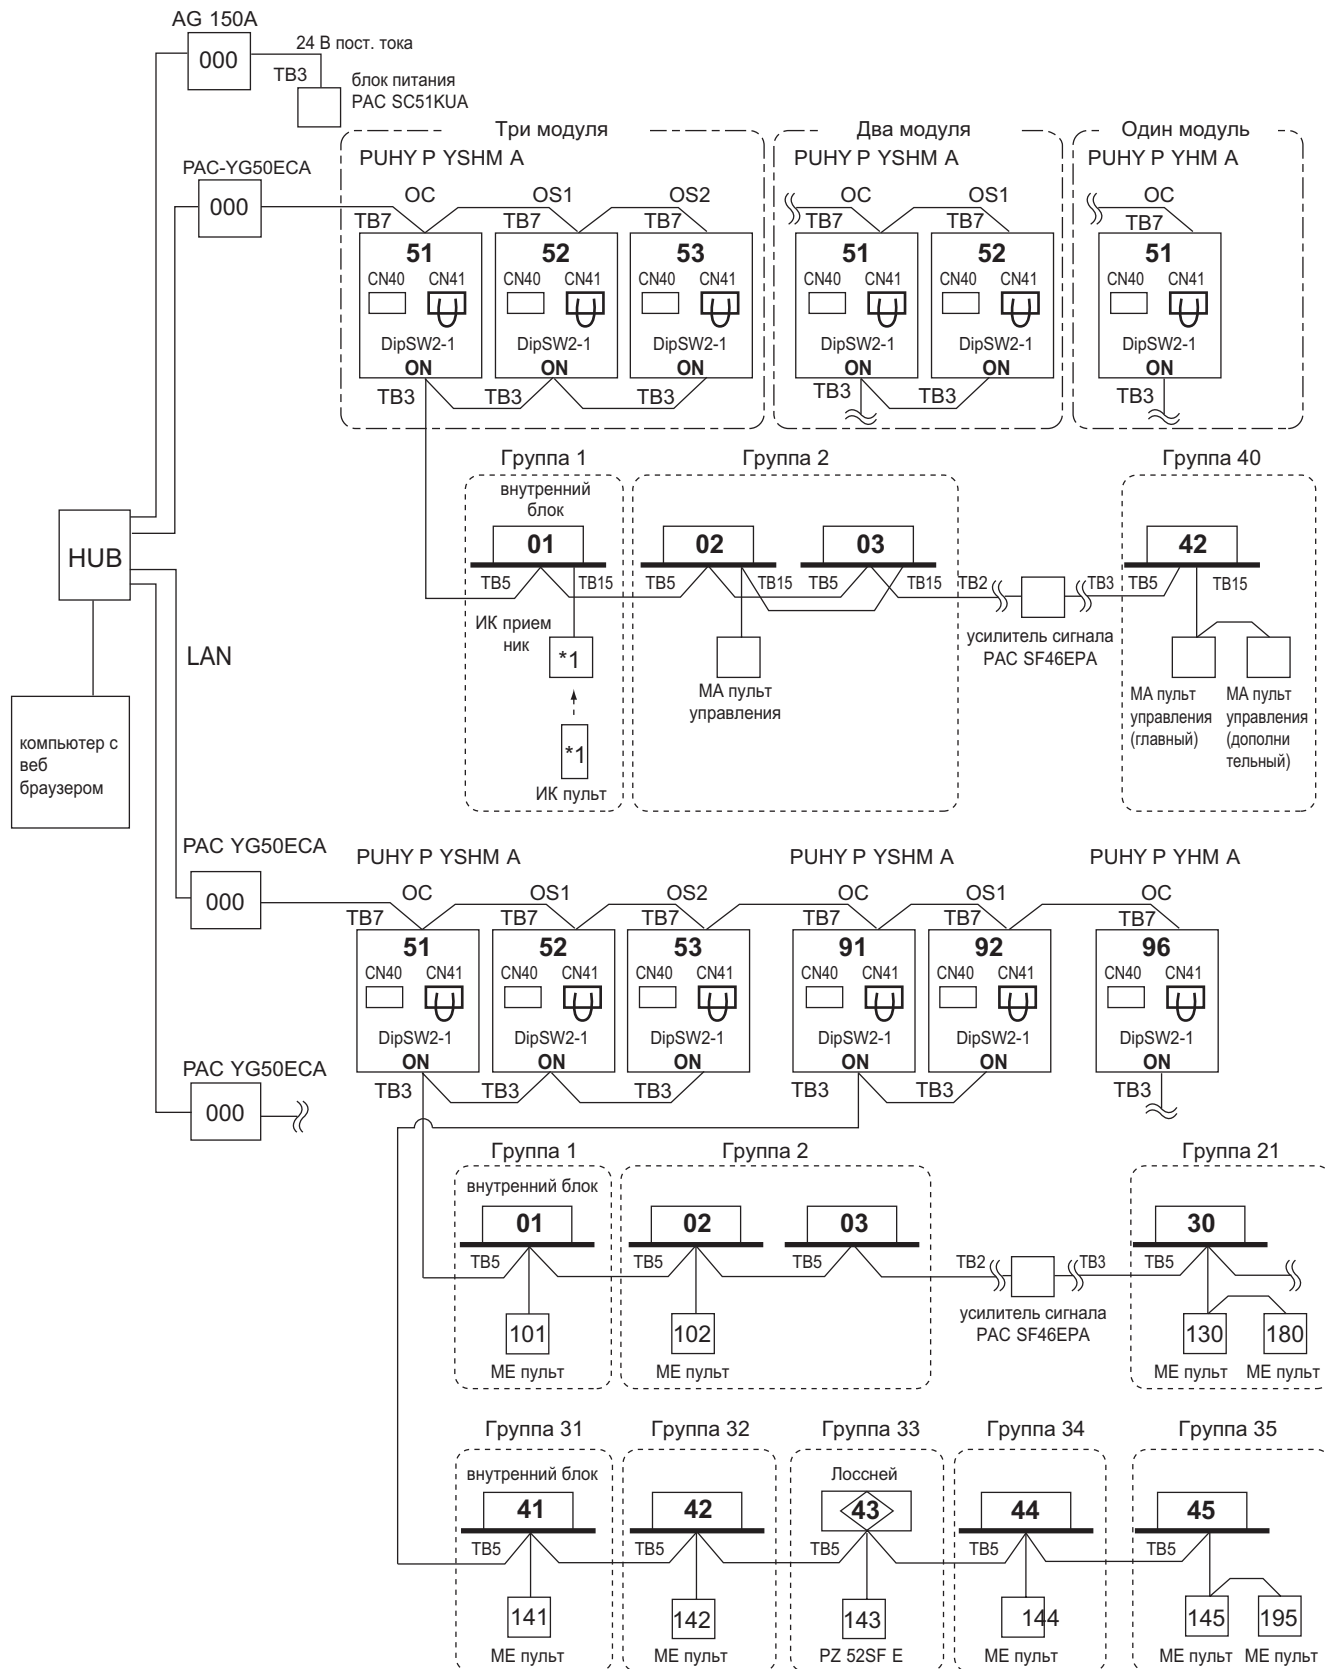 AG 150A
000
24 В пост. тока
TB3
блок питания
PAC SC51KUA
Три модуля
Два модуля
Один модуль
PUHY P YSHM A
PUHY P YSHM A
PUHY P YHM A
PAC-YG50ECA
000
OC
OS1
OS2
OC
OS1
OC
TB7
TB7
TB7
TB7
TB7
TB7
51
52
53
51
52
51
CN40 CN41
CN40 CN41
CN40 CN41
CN40 CN41
CN40 CN41
CN40 CN41
DipSW2-1
DipSW2-1
DipSW2-1
DipSW2-1
DipSW2-1
DipSW2-1
ON
ON
ON
ON
ON
ON
TB3
TB3
TB3
TB3
TB3
TB3
Группа 1
Группа 2
Группа 40
внутренний
блок
01
02
03
42
TB5
TB15
TB5
TB15
TB5
TB15
TB2
TB3
TB5
TB15
усилитель сигнала
PAC SF46EPA
ИК прием
ник
*1
*1
ИК пульт
МА пульт
управления
МА пульт
управления
(главный)
МА пульт
управления
(дополни
тельный)
HUB
LAN
компьютер с
веб
браузером
PAC YG50ECA
000
PUHY P YSHM A
PUHY P YSHM A
PUHY P YHM A
OC
OS1
OS2
OC
OS1
OC
TB7
TB7
TB7
TB7
TB7
TB7
51
52
53
91
92
96
CN40 CN41
CN40 CN41
CN40 CN41
CN40 CN41
CN40 CN41
CN40 CN41
DipSW2-1
DipSW2-1
DipSW2-1
DipSW2-1
DipSW2-1
DipSW2-1
ON
ON
ON
ON
ON
ON
TB3
TB3
TB3
TB3
TB3
TB3
PAC YG50ECA
000
Группа 1
Группа 2
Группа 21
внутренний блок
01
02
03
30
TB5
TB5
TB5
TB2
TB3
TB5
усилитель сигнала
PAC SF46EPA
101
102
130
180
МЕ пульт
МЕ пульт
МЕ пульт
МЕ пульт
Группа 31
Группа 32
Группа 33
Группа 34
Группа 35
внутренний блок
Лоссней
41
42
43
44
45
TB5
TB5
TB5
TB5
TB5
141
142
143
144
145
195
МЕ пульт
МЕ пульт
PZ 52SF E
МЕ пульт
МЕ пульт
МЕ пульт